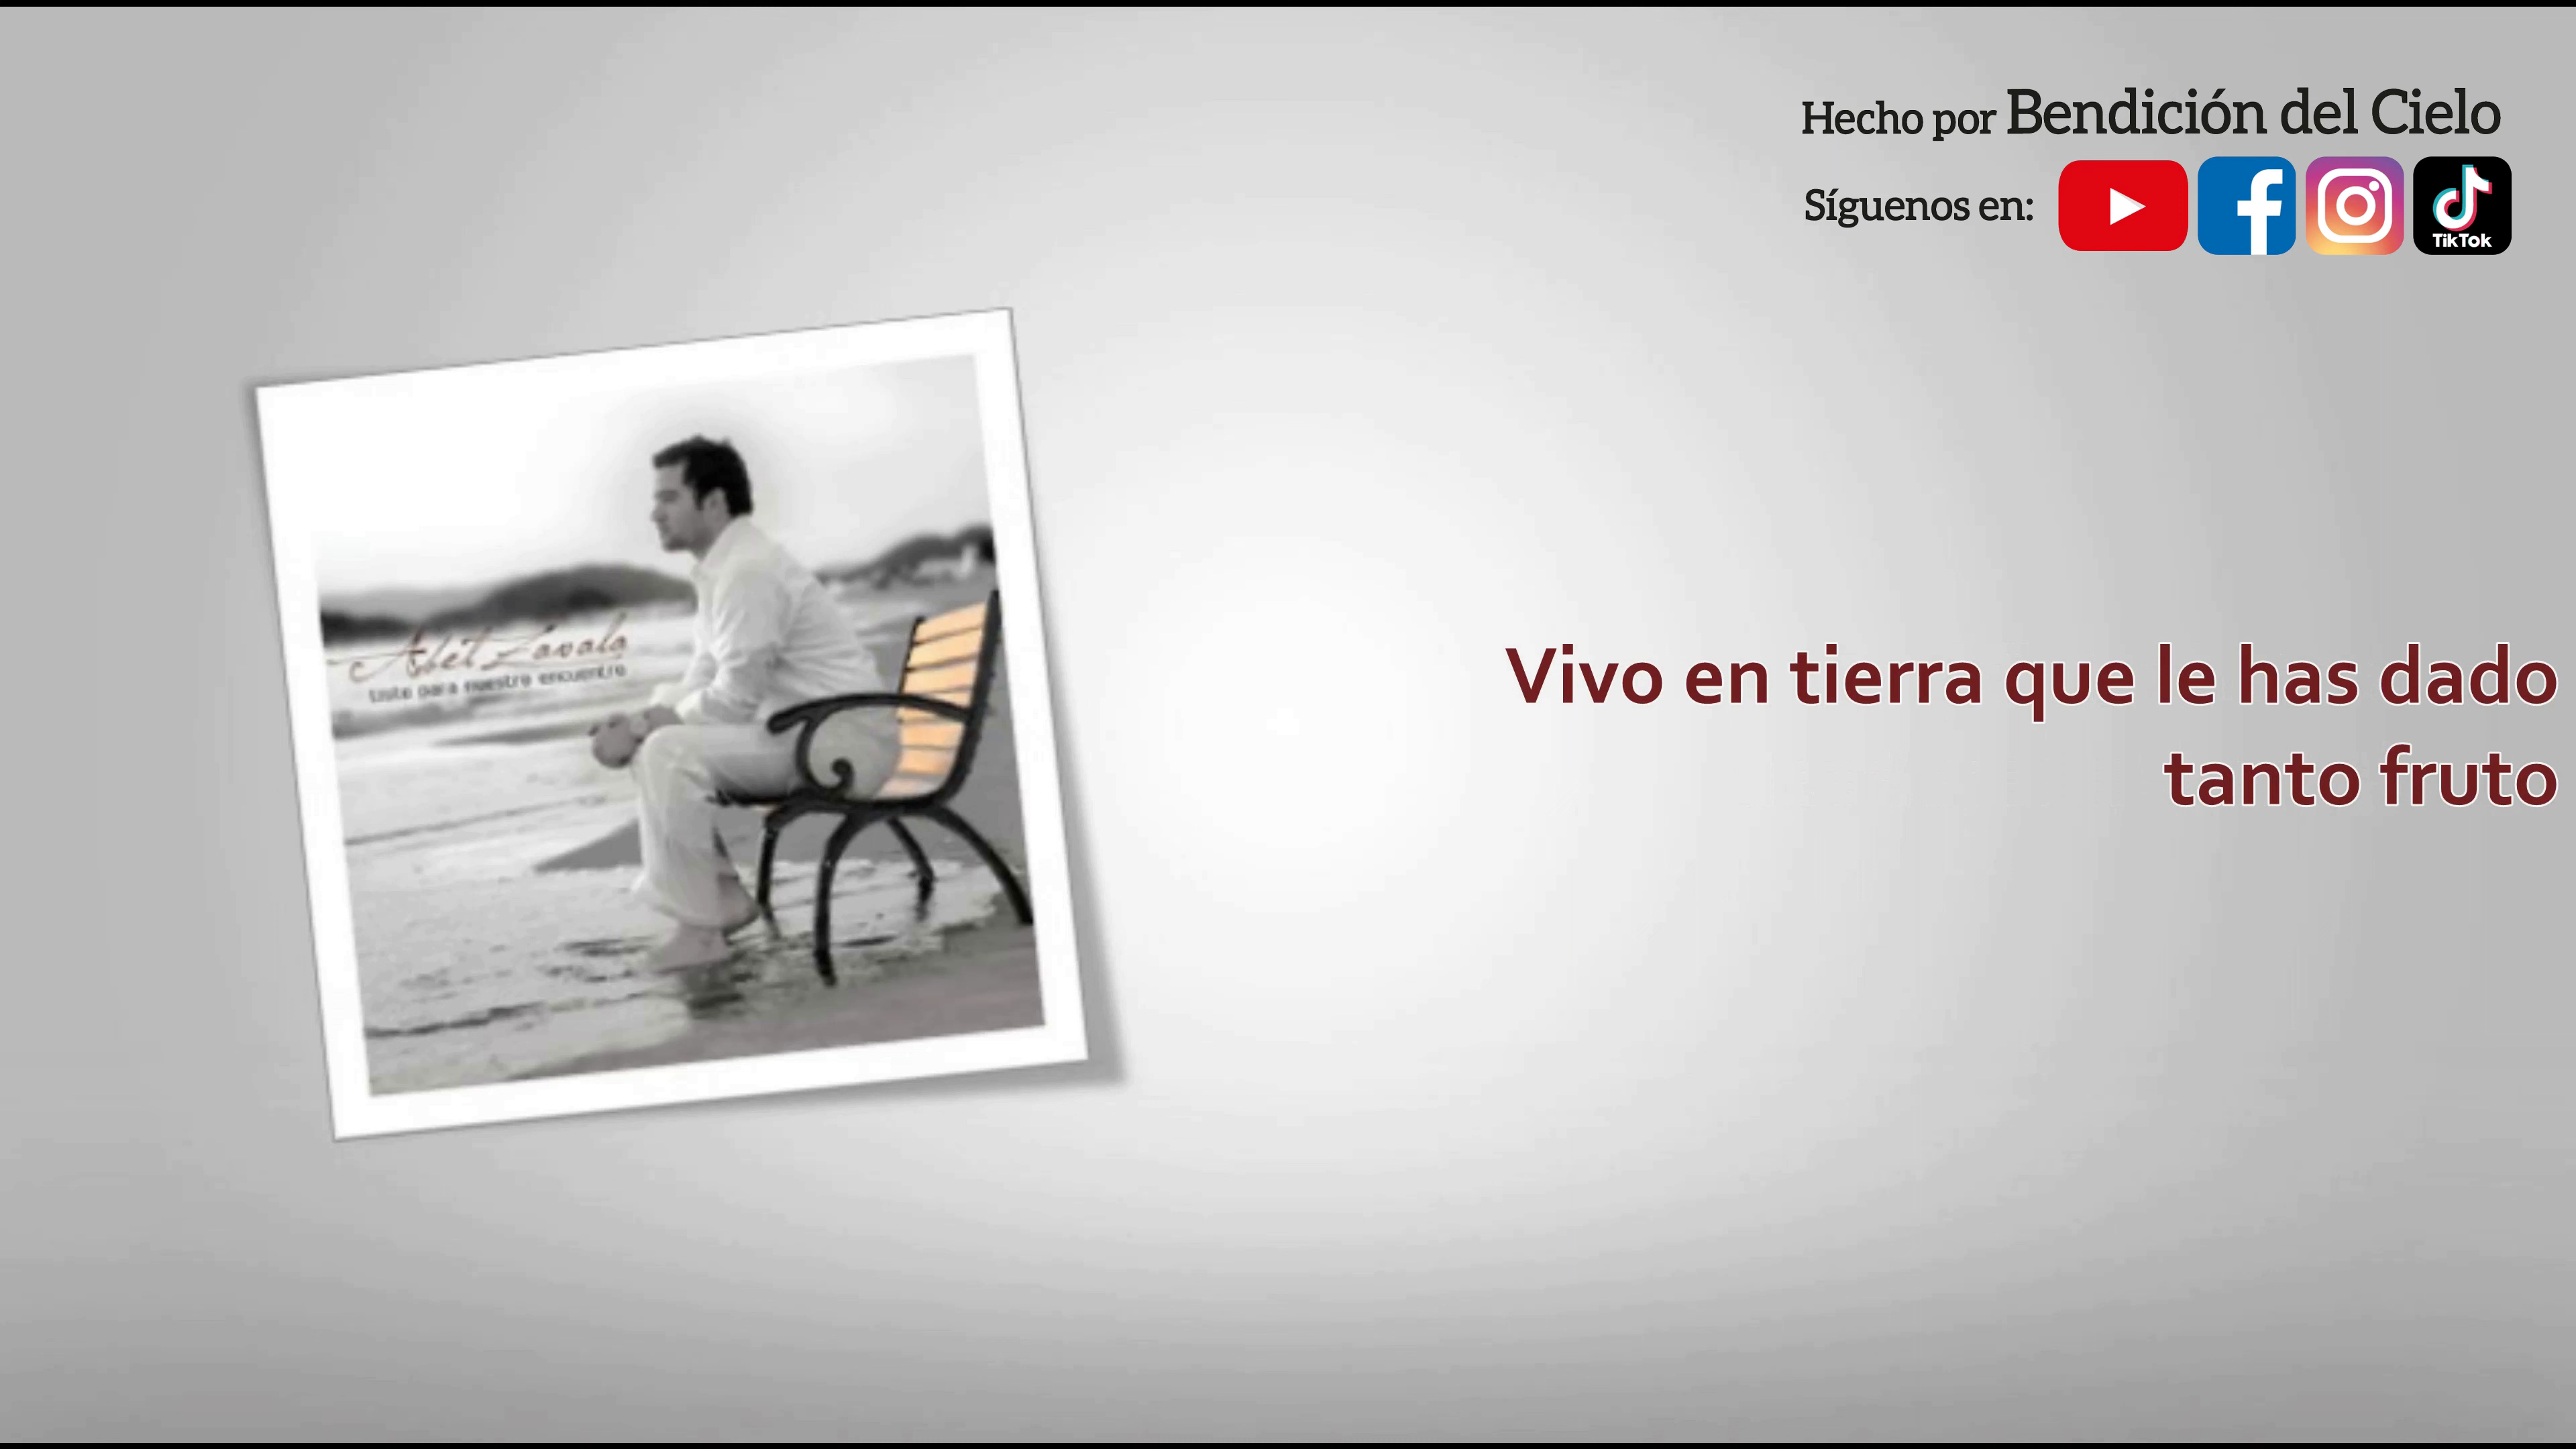 Hecho por Bendición del Cielo
Síguenos en:
TikTok
Abel Zavala
listo para nuestro encuentro
Vivo en tierra que le has dado
tanto fruto